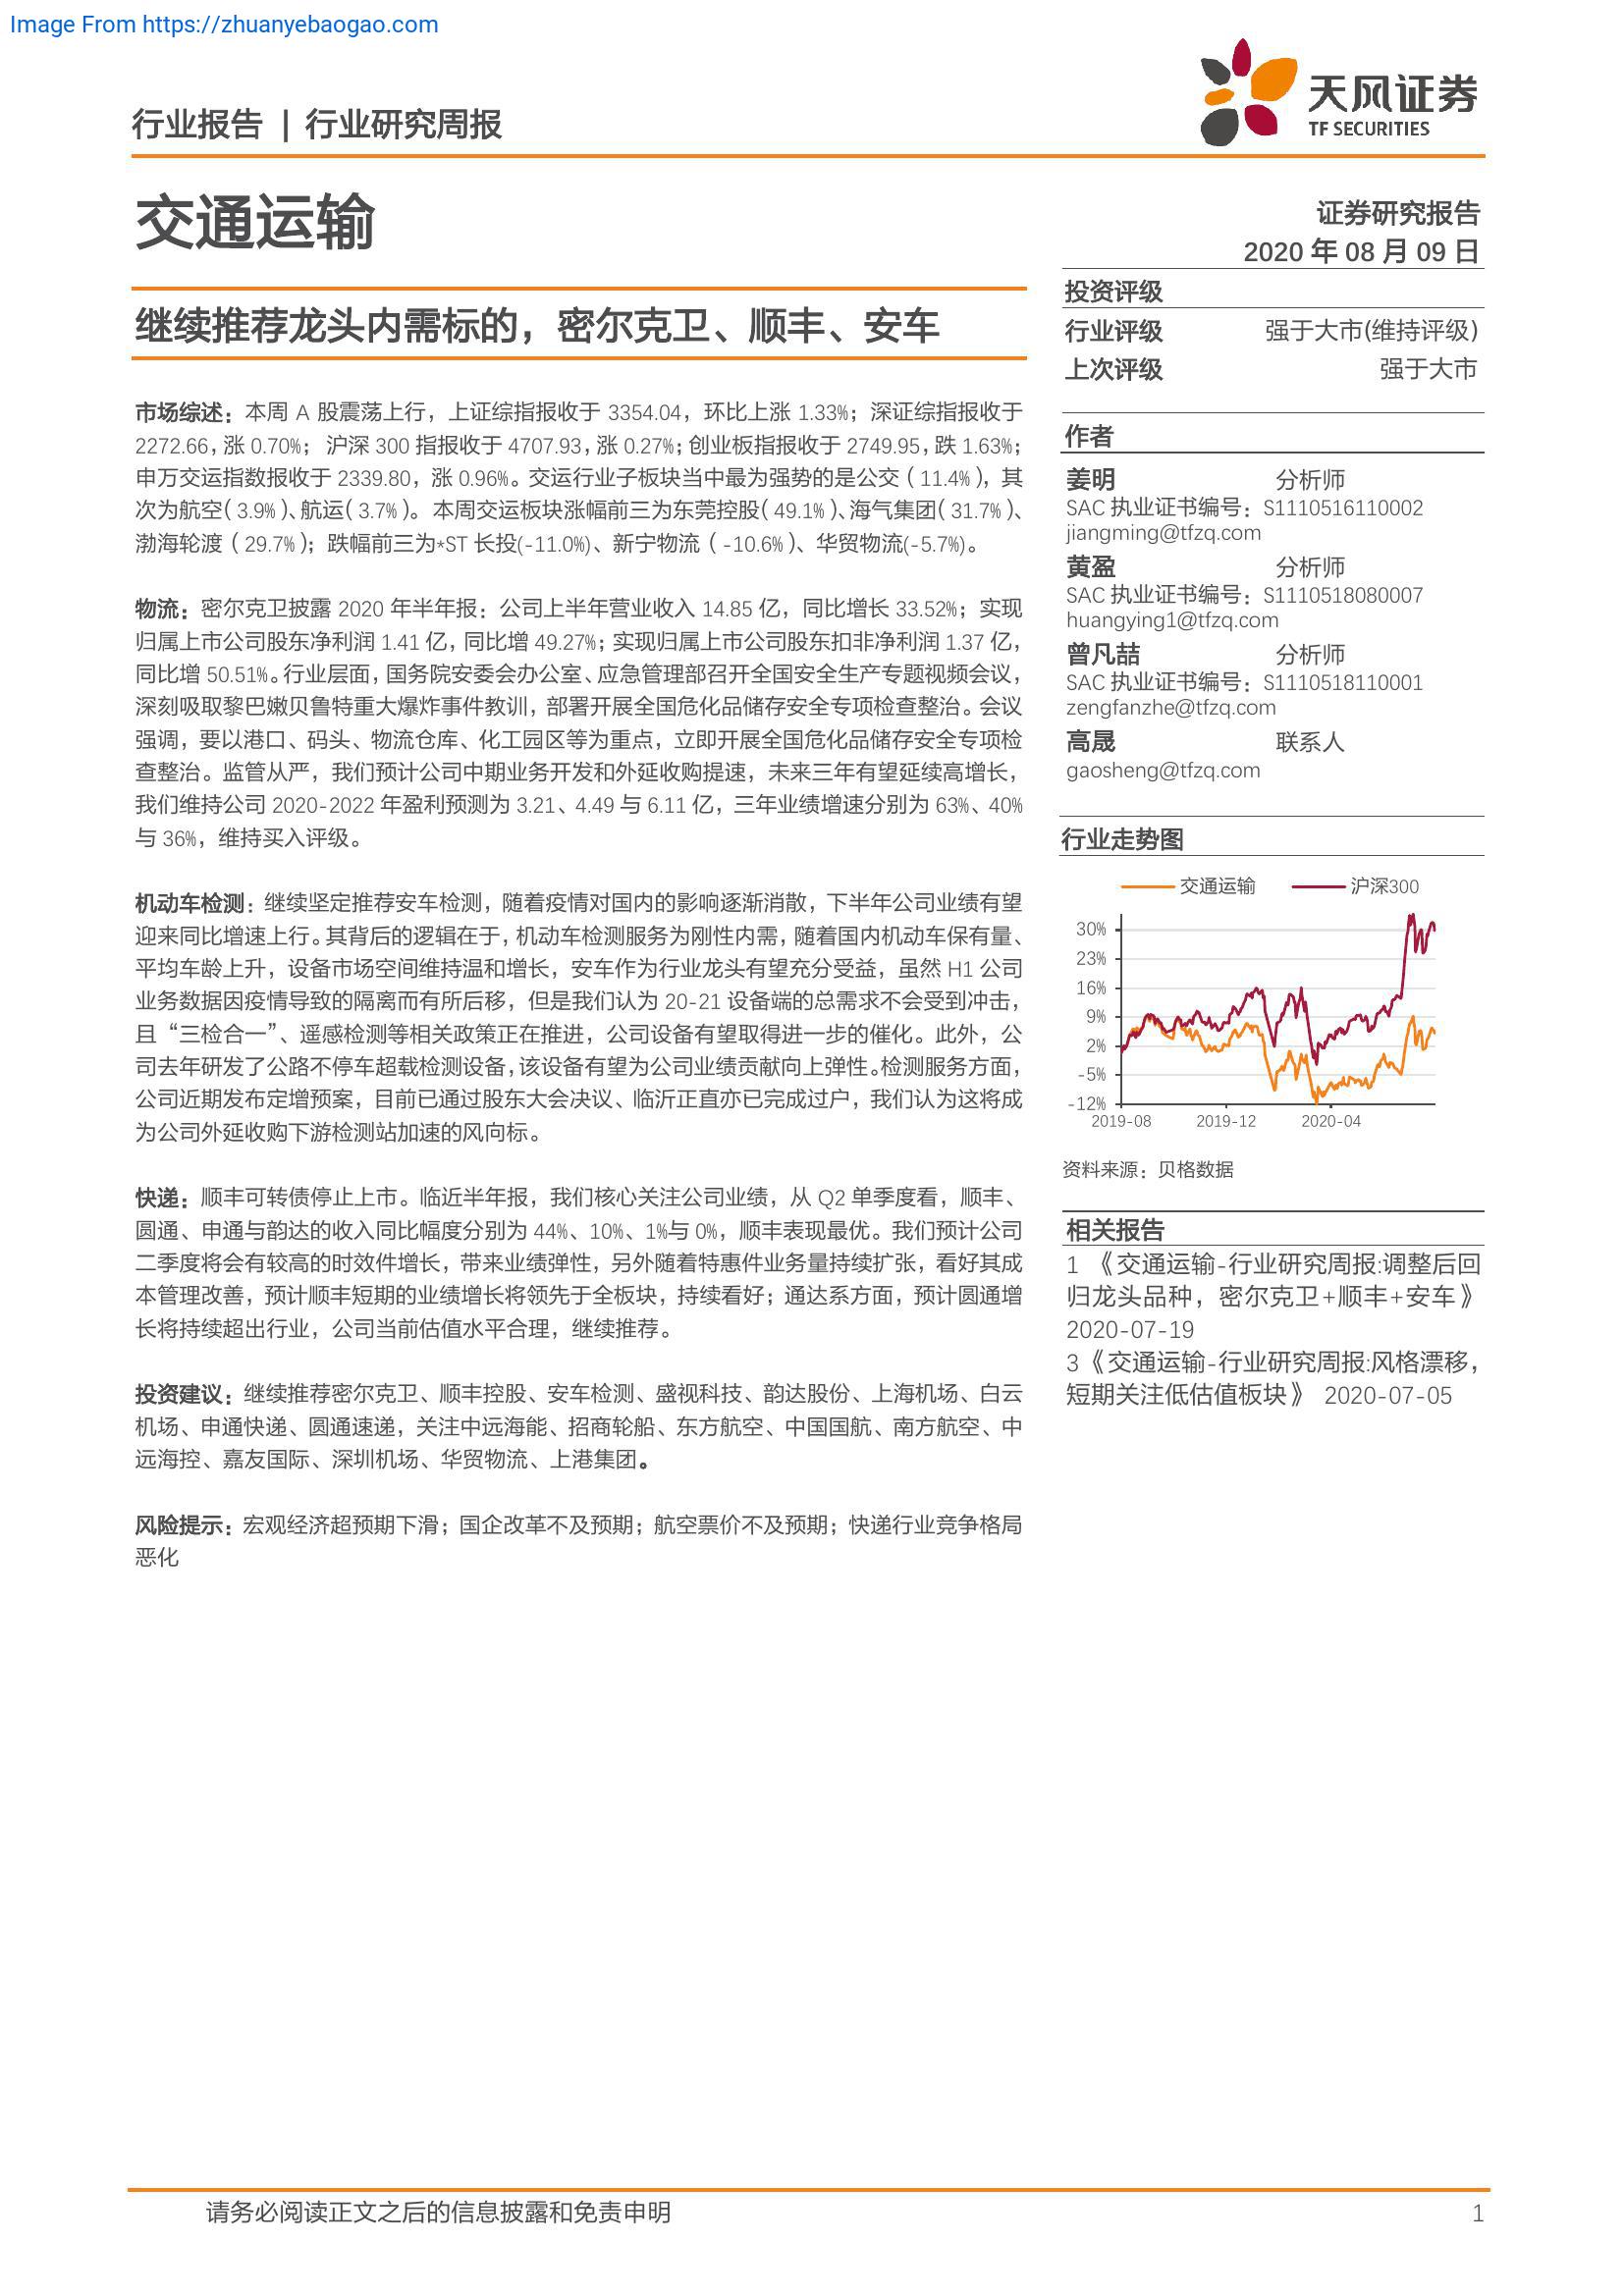 Image From https://zhuanyebaogao.com
行业报告 | 行业研究周报
天风证券
TF SECURITIES
交通运输
证券研究报告
2020 年 08 月 09 日
继续推荐龙头内需标的，密尔克卫、顺丰、安车
市场综述：本周 A 股震荡上行，上证综指报收于 3354.04，环比上涨 1.33%；深证综指报收于
2272.66，涨 0.70%； 沪深 300 指报收于 4707.93，涨 0.27%；创业板指报收于 2749.95，跌 1.63%；
申万交运指数报收于 2339.80，涨 0.96%。交运行业子板块当中最为强势的是公交（11.4%），其
次为航空（3.9%）、航运（3.7%）。本周交运板块涨幅前三为东莞控股（49.1%）、海气集团（31.7%）、
渤海轮渡（29.7%）；跌幅前三为*ST 长投(-11.0%)、新宁物流（-10.6%）、华贸物流(-5.7%)。
物流：密尔克卫披露 2020 年半年报：公司上半年营业收入 14.85 亿，同比增长 33.52%；实现
归属上市公司股东净利润 1.41 亿，同比增 49.27%；实现归属上市公司股东扣非净利润 1.37 亿，
同比增 50.51%。行业层面，国务院安委会办公室、应急管理部召开全国安全生产专题视频会议，
深刻吸取黎巴嫩贝鲁特重大爆炸事件教训，部署开展全国危化品储存安全专项检查整治。会议
强调，要以港口、码头、物流仓库、化工园区等为重点，立即开展全国危化品储存安全专项检
查整治。监管从严，我们预计公司中期业务开发和外延收购提速，未来三年有望延续高增长，
我们维持公司 2020-2022 年盈利预测为 3.21、4.49 与 6.11 亿，三年业绩增速分别为 63%、40%
与 36%，维持买入评级。
机动车检测：继续坚定推荐安车检测，随着疫情对国内的影响逐渐消散，下半年公司业绩有望
迎来同比增速上行。其背后的逻辑在于，机动车检测服务为刚性内需，随着国内机动车保有量、
平均车龄上升，设备市场空间维持温和增长，安车作为行业龙头有望充分受益，虽然 H1 公司
业务数据因疫情导致的隔离而有所后移，但是我们认为 20-21 设备端的总需求不会受到冲击，
且“三检合一”、遥感检测等相关政策正在推进，公司设备有望取得进一步的催化。此外，公
司去年研发了公路不停车超载检测设备，该设备有望为公司业绩贡献向上弹性。检测服务方面，
公司近期发布定增预案，目前已通过股东大会决议、临沂正直亦已完成过户，我们认为这将成
为公司外延收购下游检测站加速的风向标。
快递：顺丰可转债停止上市。临近半年报，我们核心关注公司业绩，从 Q2 单季度看，顺丰、
圆通、申通与韵达的收入同比幅度分别为 44%、10%、1%与 0%，顺丰表现最优。我们预计公司
二季度将会有较高的时效件增长，带来业绩弹性，另外随着特惠件业务量持续扩张，看好其成
本管理改善，预计顺丰短期的业绩增长将领先于全板块，持续看好；通达系方面，预计圆通增
长将持续超出行业，公司当前估值水平合理，继续推荐。
投资建议：继续推荐密尔克卫、顺丰控股、安车检测、盛视科技、韵达股份、上海机场、白云
机场、申通快递、圆通速递，关注中远海能、招商轮船、东方航空、中国国航、南方航空、中
远海控、嘉友国际、深圳机场、华贸物流、上港集团。
风险提示：宏观经济超预期下滑；国企改革不及预期；航空票价不及预期；快递行业竞争格局
恶化
投资评级
行业评级 强于大市(维持评级)
上次评级 强于大市
作者
姜明 分析师
SAC 执业证书编号：S1110516110002
jiangming@tfzq.com
黄盈 分析师
SAC 执业证书编号：S1110518080007
huangying1@tfzq.com
曾凡喆 分析师
SAC 执业证书编号：S1110518110001
zengfanzhe@tfzq.com
高晟 联系人
gaosheng@tfzq.com
行业走势图
交通运输 沪深300
30%
23%
16%
9%
2%
-5%
-12%
2019-08 2019-12 2020-04
资料来源：贝格数据
相关报告
1 《交通运输-行业研究周报:调整后回
归龙头品种，密尔克卫+顺丰+安车》
2020-07-19
3《交通运输-行业研究周报:风格漂移，
短期关注低估值板块》 2020-07-05
请务必阅读正文之后的信息披露和免责申明 1